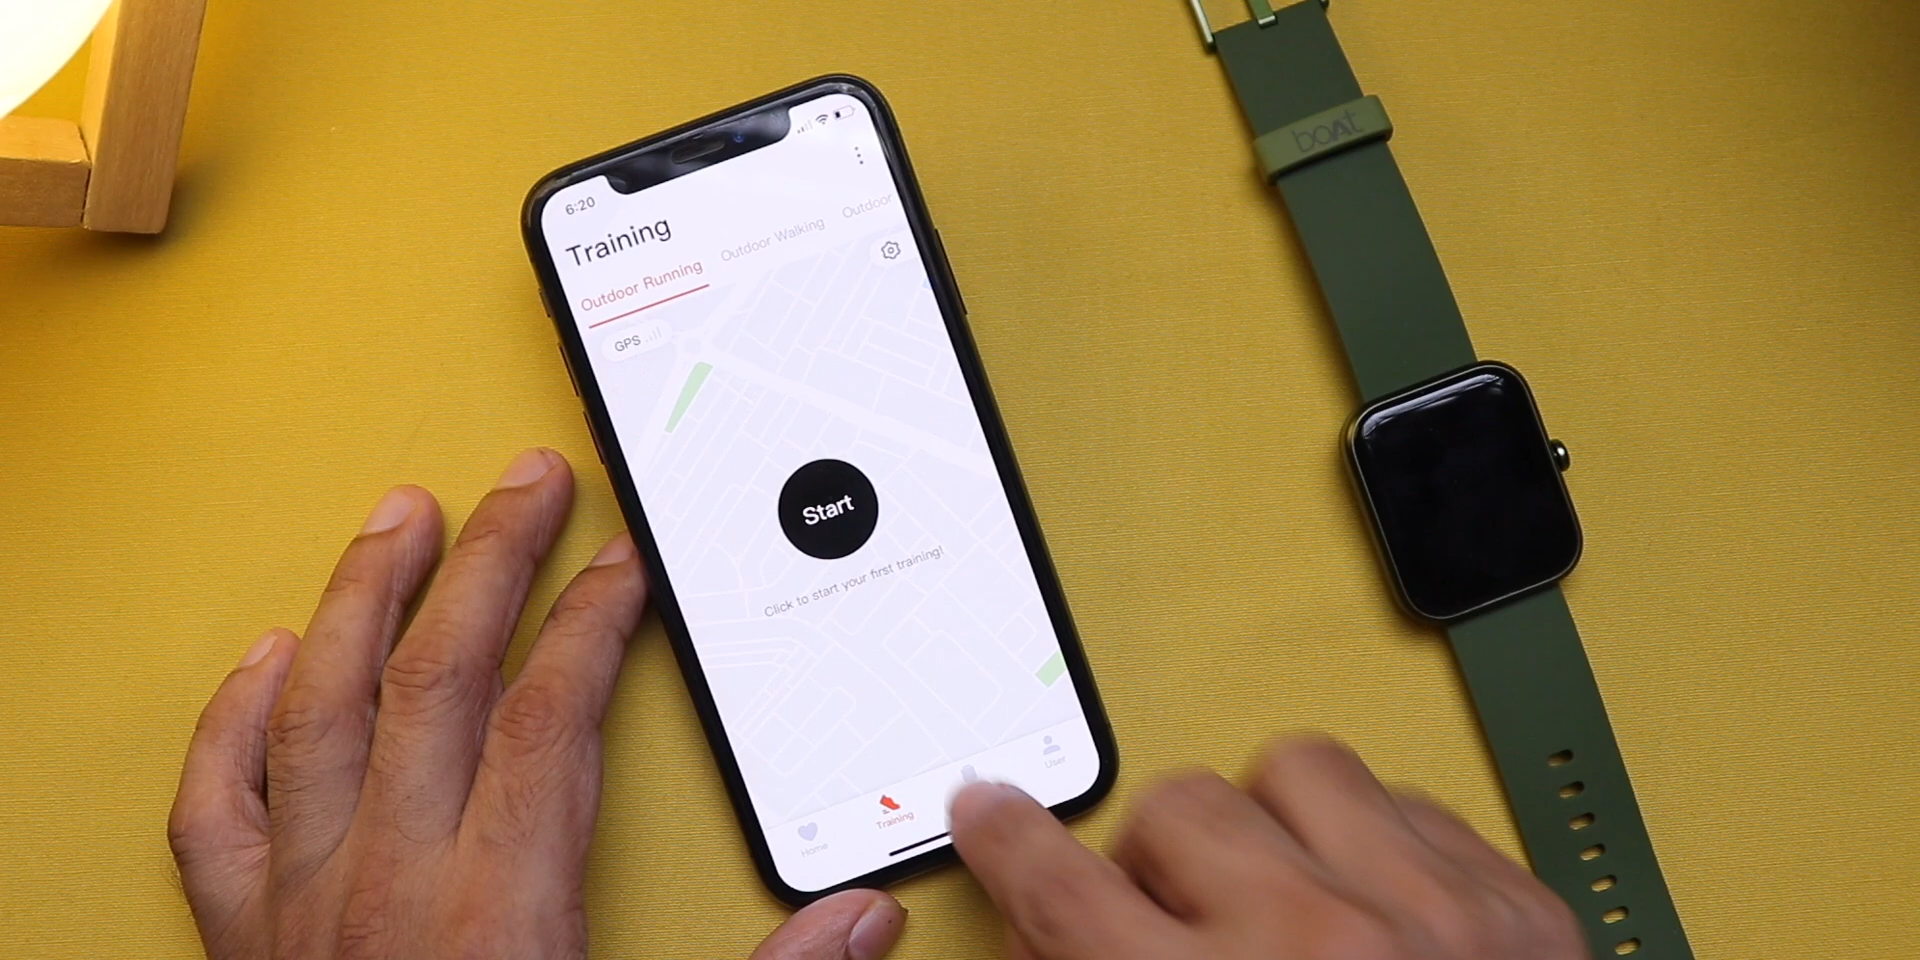 6:20
Training
Outdoor Running
Outdoor Walking
Outdoor
GPS
Start
Click to start your first training!
Home
Training
User
boAt